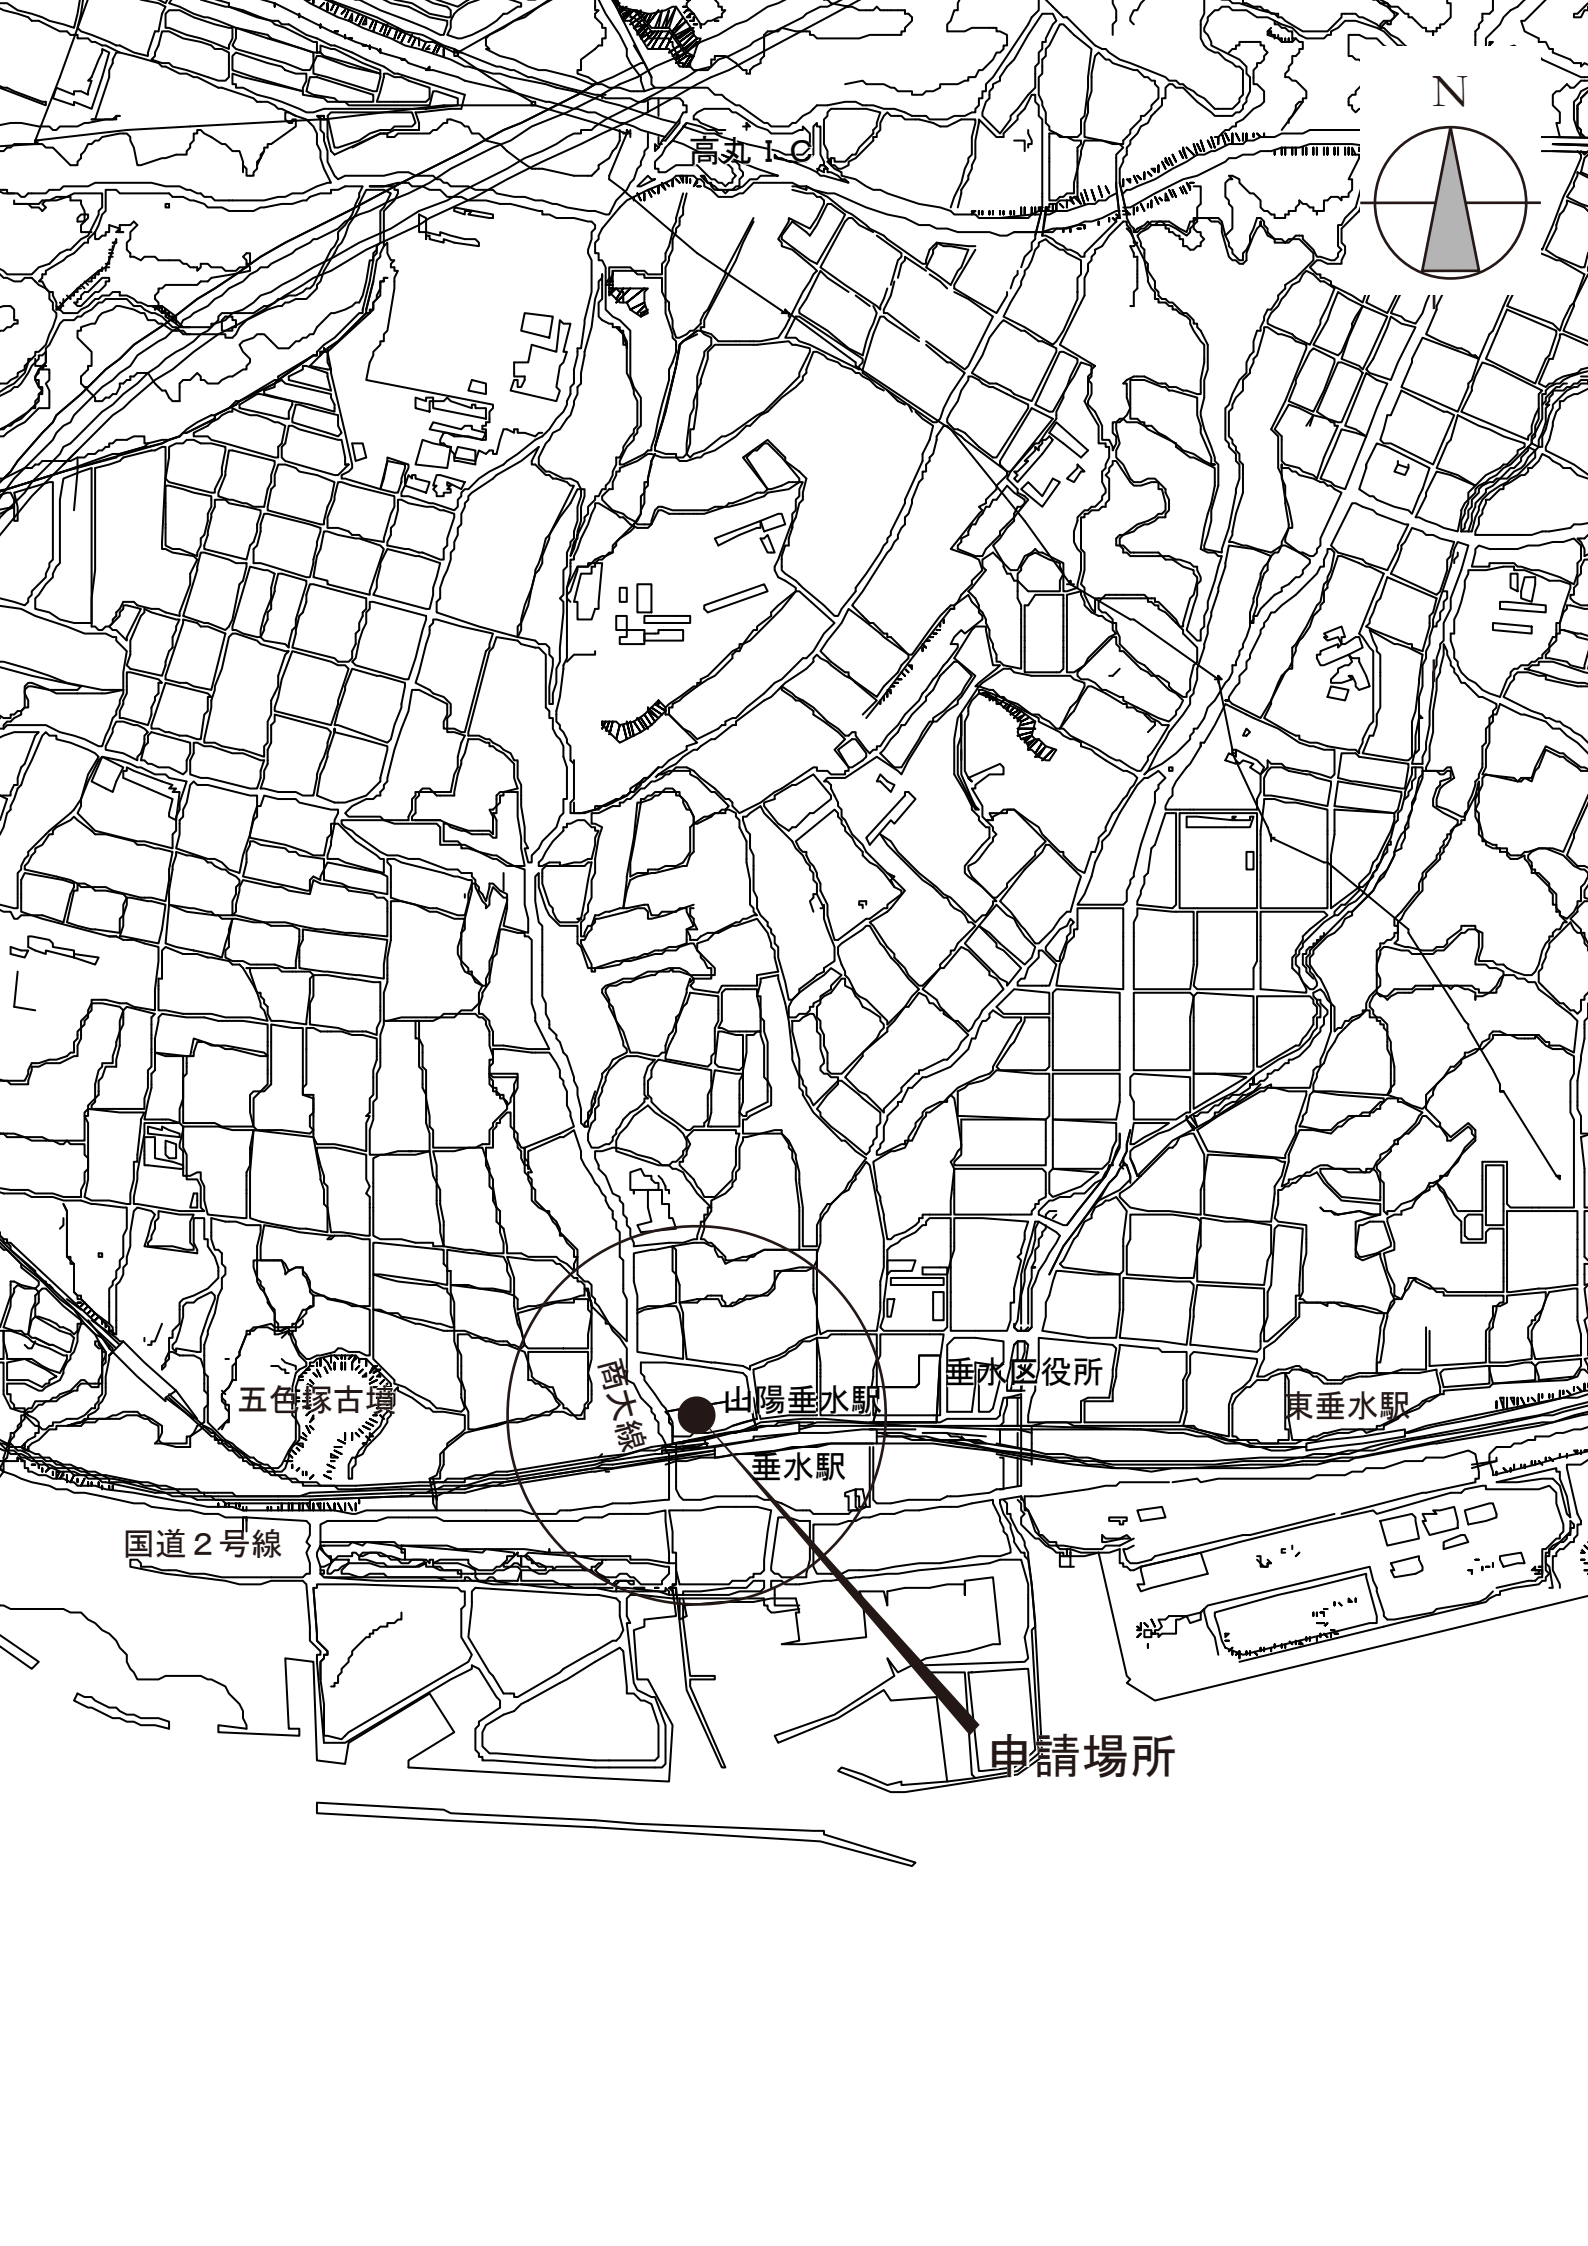 N
高丸ＩＣ
垂水区役所
五色塚古墳
商大線
山陽垂水駅
東垂水駅
垂水駅
国道２号線
申請場所